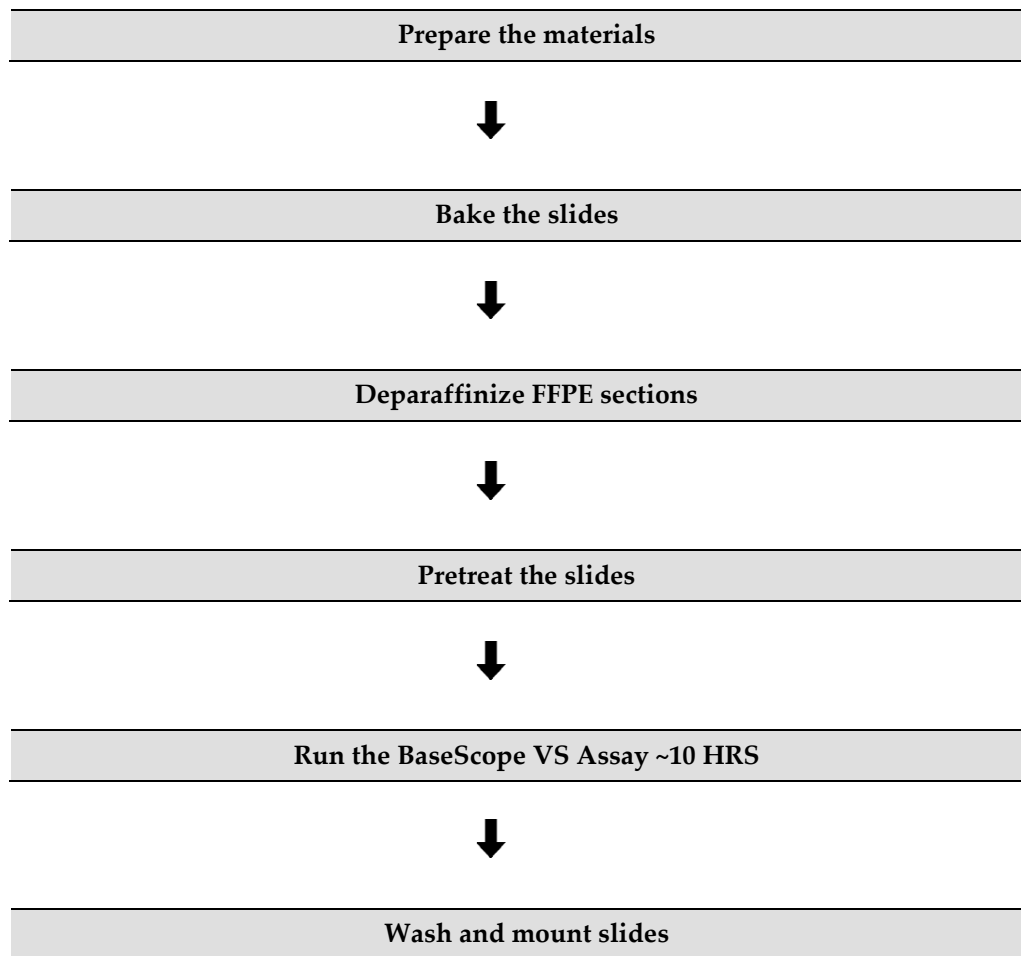 Prepare the materials
Bake the slides
Deparaffinize FFPE sections
Pretreat the slides
Run the BaseScope VS Assay ~10 HRS
Wash and mount slides